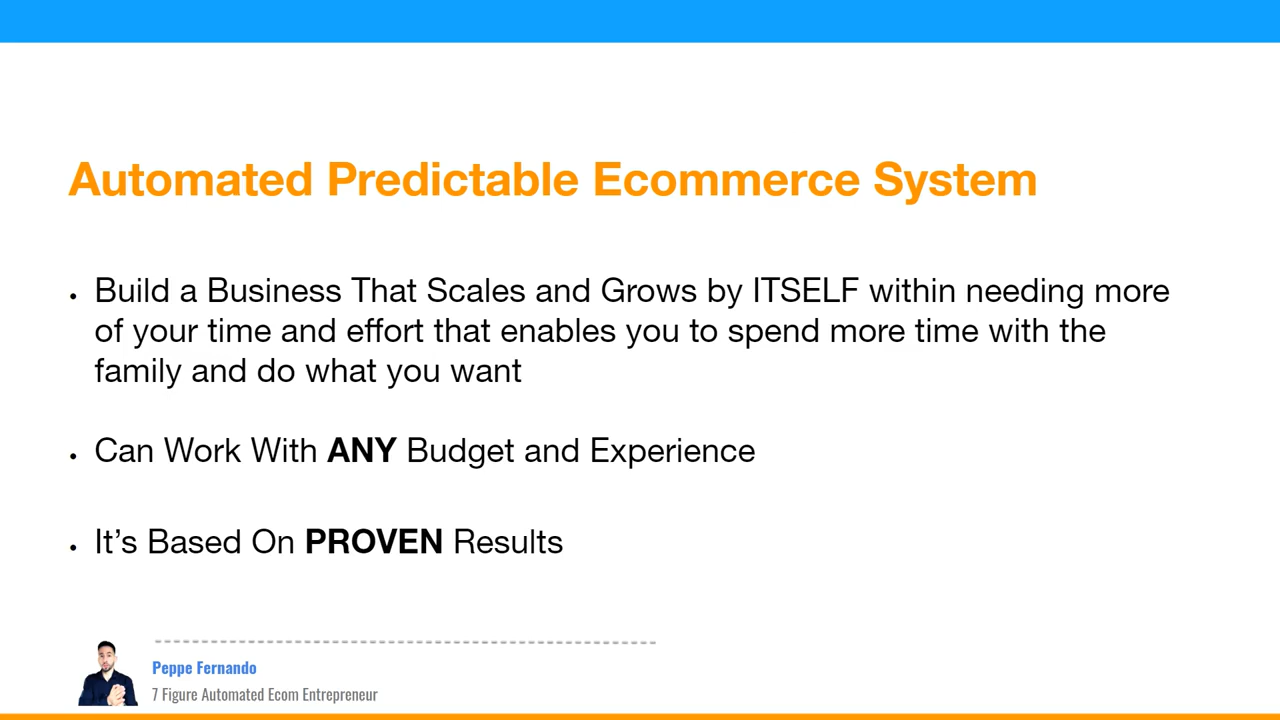 Automated Predictable Ecommerce System
• Build a Business That Scales and Grows by ITSELF within needing more
of your time and effort that enables you to spend more time with the
family and do what you want
• Can Work With ANY Budget and Experience
• It’s Based On PROVEN Results
Peppe Fernando
7 Figure Automated Ecom Entrepreneur